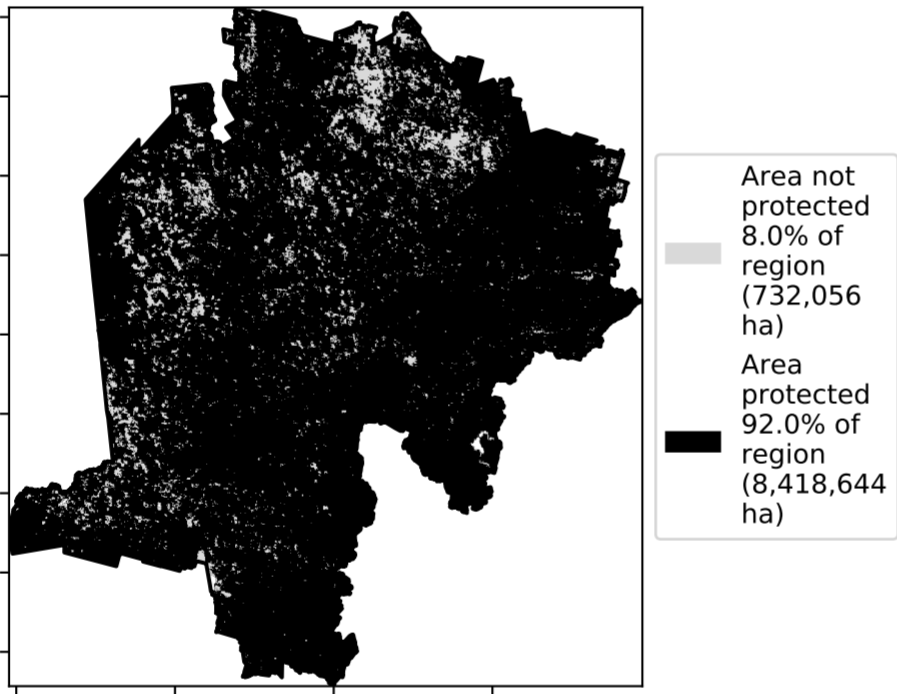 Area not
protected
8.0% of
region
(732,056
ha)
Area
protected
92.0% of
region
(8,418,644
ha)